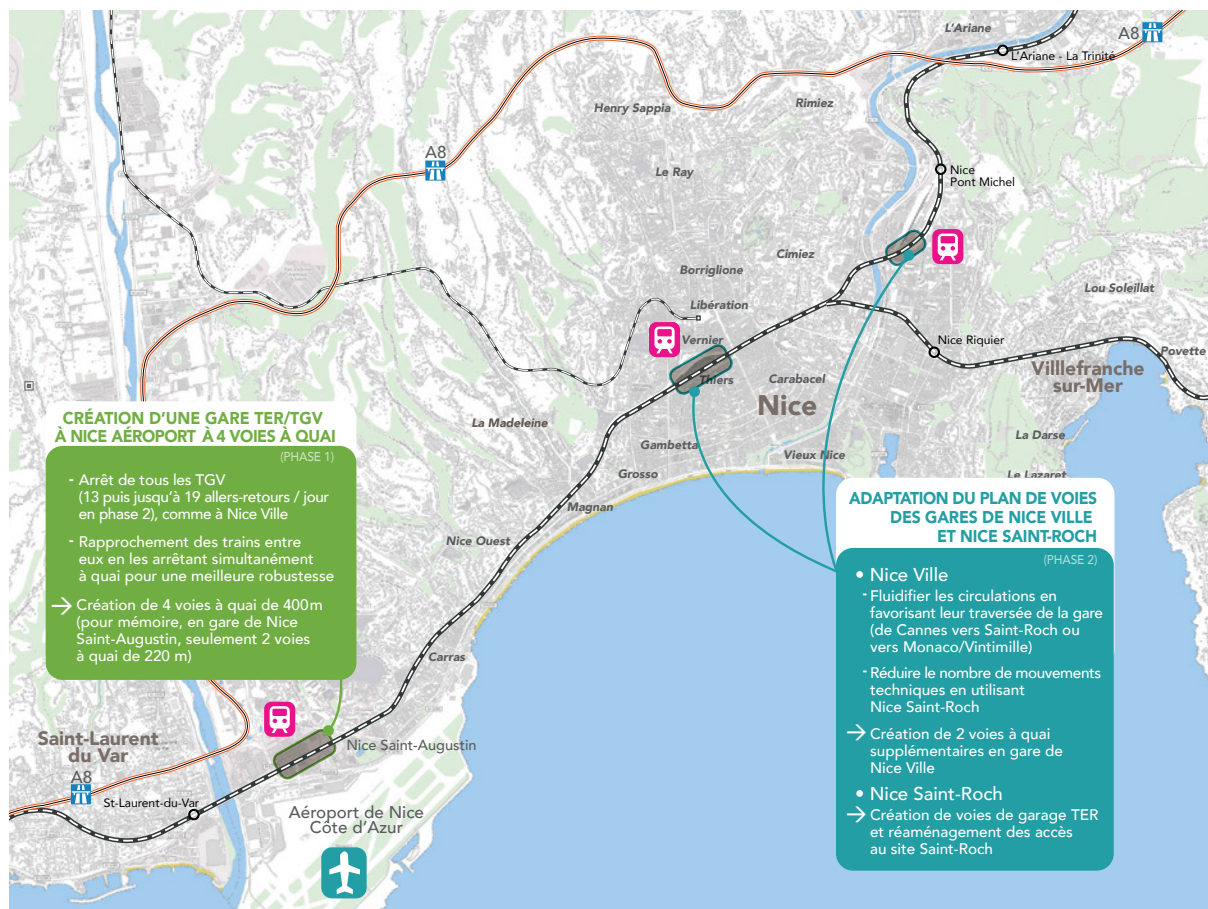 L'Ariane
A8
L'Ariane - La Trinité
Henry Sappia
Rimiez
A8
Le Ray
Nice
Pont Michel
Cimiez
Borriglione
Lou Soleillat
Libération
Vernier
Nice Riquier
Povette
Thiers
Carabacel
Villlefranche
sur-Mer
Nice
La Madeleine
Gambetta
Vieux Nice
La Darse
Grosso
Le Lazaret
Magnan
Nice Ouest
Carras
CRÉATION D'UNE GARE TER/TGV
À NICE AÉROPORT À 4 VOIES À QUAI
(PHASE 1)
- Arrêt de tous les TGV
(13 puis jusqu'à 19 allers-retours / jour
en phase 2), comme à Nice Ville
- Rapprochement des trains entre
eux en les arrêtant simultanément
à quai pour une meilleure robustesse
→ Création de 4 voies à quai de 400m
(pour mémoire, en gare de Nice
Saint-Augustin, seulement 2 voies
à quai de 220 m)
ADAPTATION DU PLAN DE VOIES
DES GARES DE NICE VILLE
ET NICE SAINT-ROCH
(PHASE 2)
• Nice Ville
- Fluidifier les circulations en
favorisant leur traversée de la gare
(de Cannes vers Saint-Roch ou
vers Monaco/Vintimille)
- Réduire le nombre de mouvements
techniques en utilisant
Nice Saint-Roch
→ Création de 2 voies à quai
supplémentaires en gare de
Nice Ville
• Nice Saint-Roch
→ Création de voies de garage TER
et réaménagement des accès
au site Saint-Roch
Saint-Laurent
du Var
A8
Nice Saint-Augustin
St-Laurent-du-Var
Aéroport de Nice
Côte d'Azur